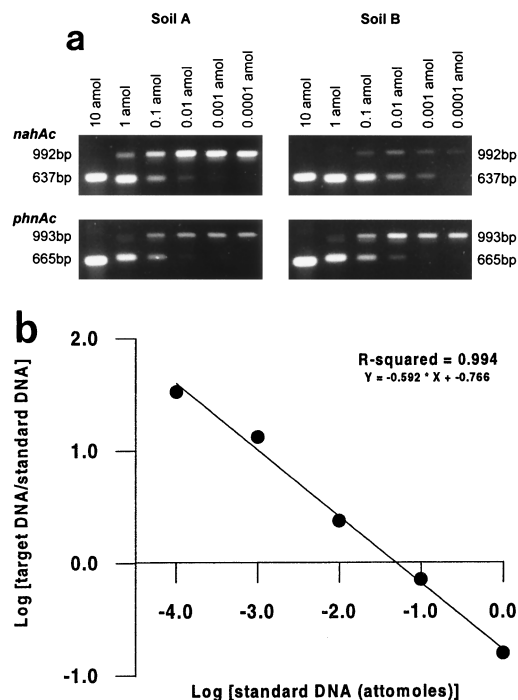 a
Soil A
Soil B
10 amol
1 amol
0.1 amol
0.01 amol
0.001 amol
0.0001 amol
10 amol
1 amol
0.1 amol
0.01 amol
0.001 amol
0.0001 amol
nahAc
992bp
992bp
637bp
637bp
phnAc
993bp
993bp
665bp
665bp
b
2.0
R-squared = 0.994
Y = -0.592 * X + -0.766
1.0
0.0
-4.0 -3.0 -2.0 -1.0 0.0
-1.0
Log [target DNA/standard DNA]
Log [standard DNA (attomoles)]